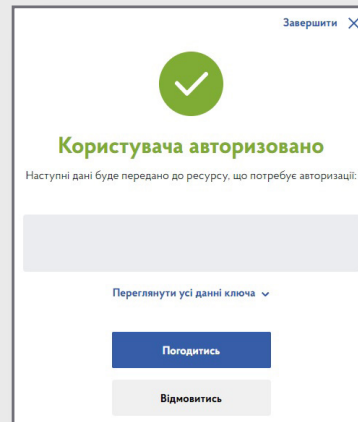 Завершити
Користувача авторизовано
Наступні дані буде передано до ресурсу, що потребує авторизації:
Переглянути усі данні ключа
Погодитись
Відмовитись